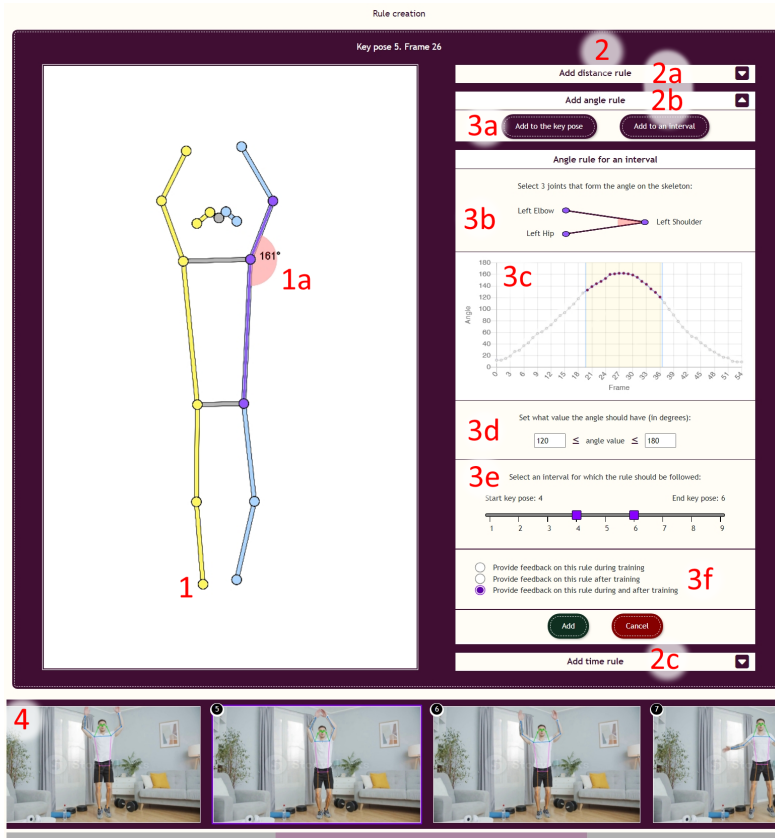 Rule creation
Key pose 5. Frame 26
2
Add distance rule
2a
Add angle rule
2b
3a
Add to the key pose
Add to an interval
Angle rule for an interval
Select 3 joints that form the angle on the skeleton:
3b
Left Elbow
Left Shoulder
Left Hip
161°
1a
3c
180
160
140
120
100
80
60
40
20
0
Angle
0 3 6 9 12 15 18 21 24 27 30 33 36 39 42 45 48 51 54
Frame
3d
Set what value the angle should have (in degrees):
120 ≤ angle value ≤ 180
3e
Select an interval for which the rule should be followed:
Start key pose: 4
End key pose: 6
1 2 3 4 5 6 7 8 9
Provide feedback on this rule during training
Provide feedback on this rule after training
Provide feedback on this rule during and after training
3f
1
Add
Cancel
Add time rule
2c
4
5
6
7